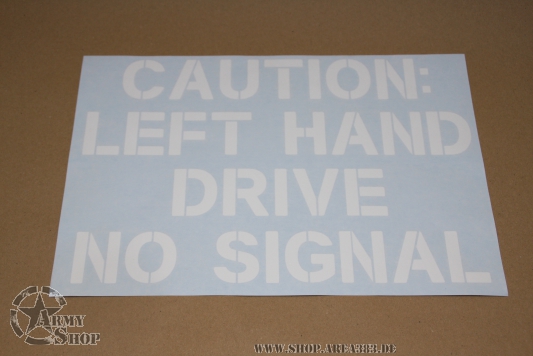 CAUTION:
LEFT HAND
DRIVE
NO SIGNAL
ARMY
SHOP